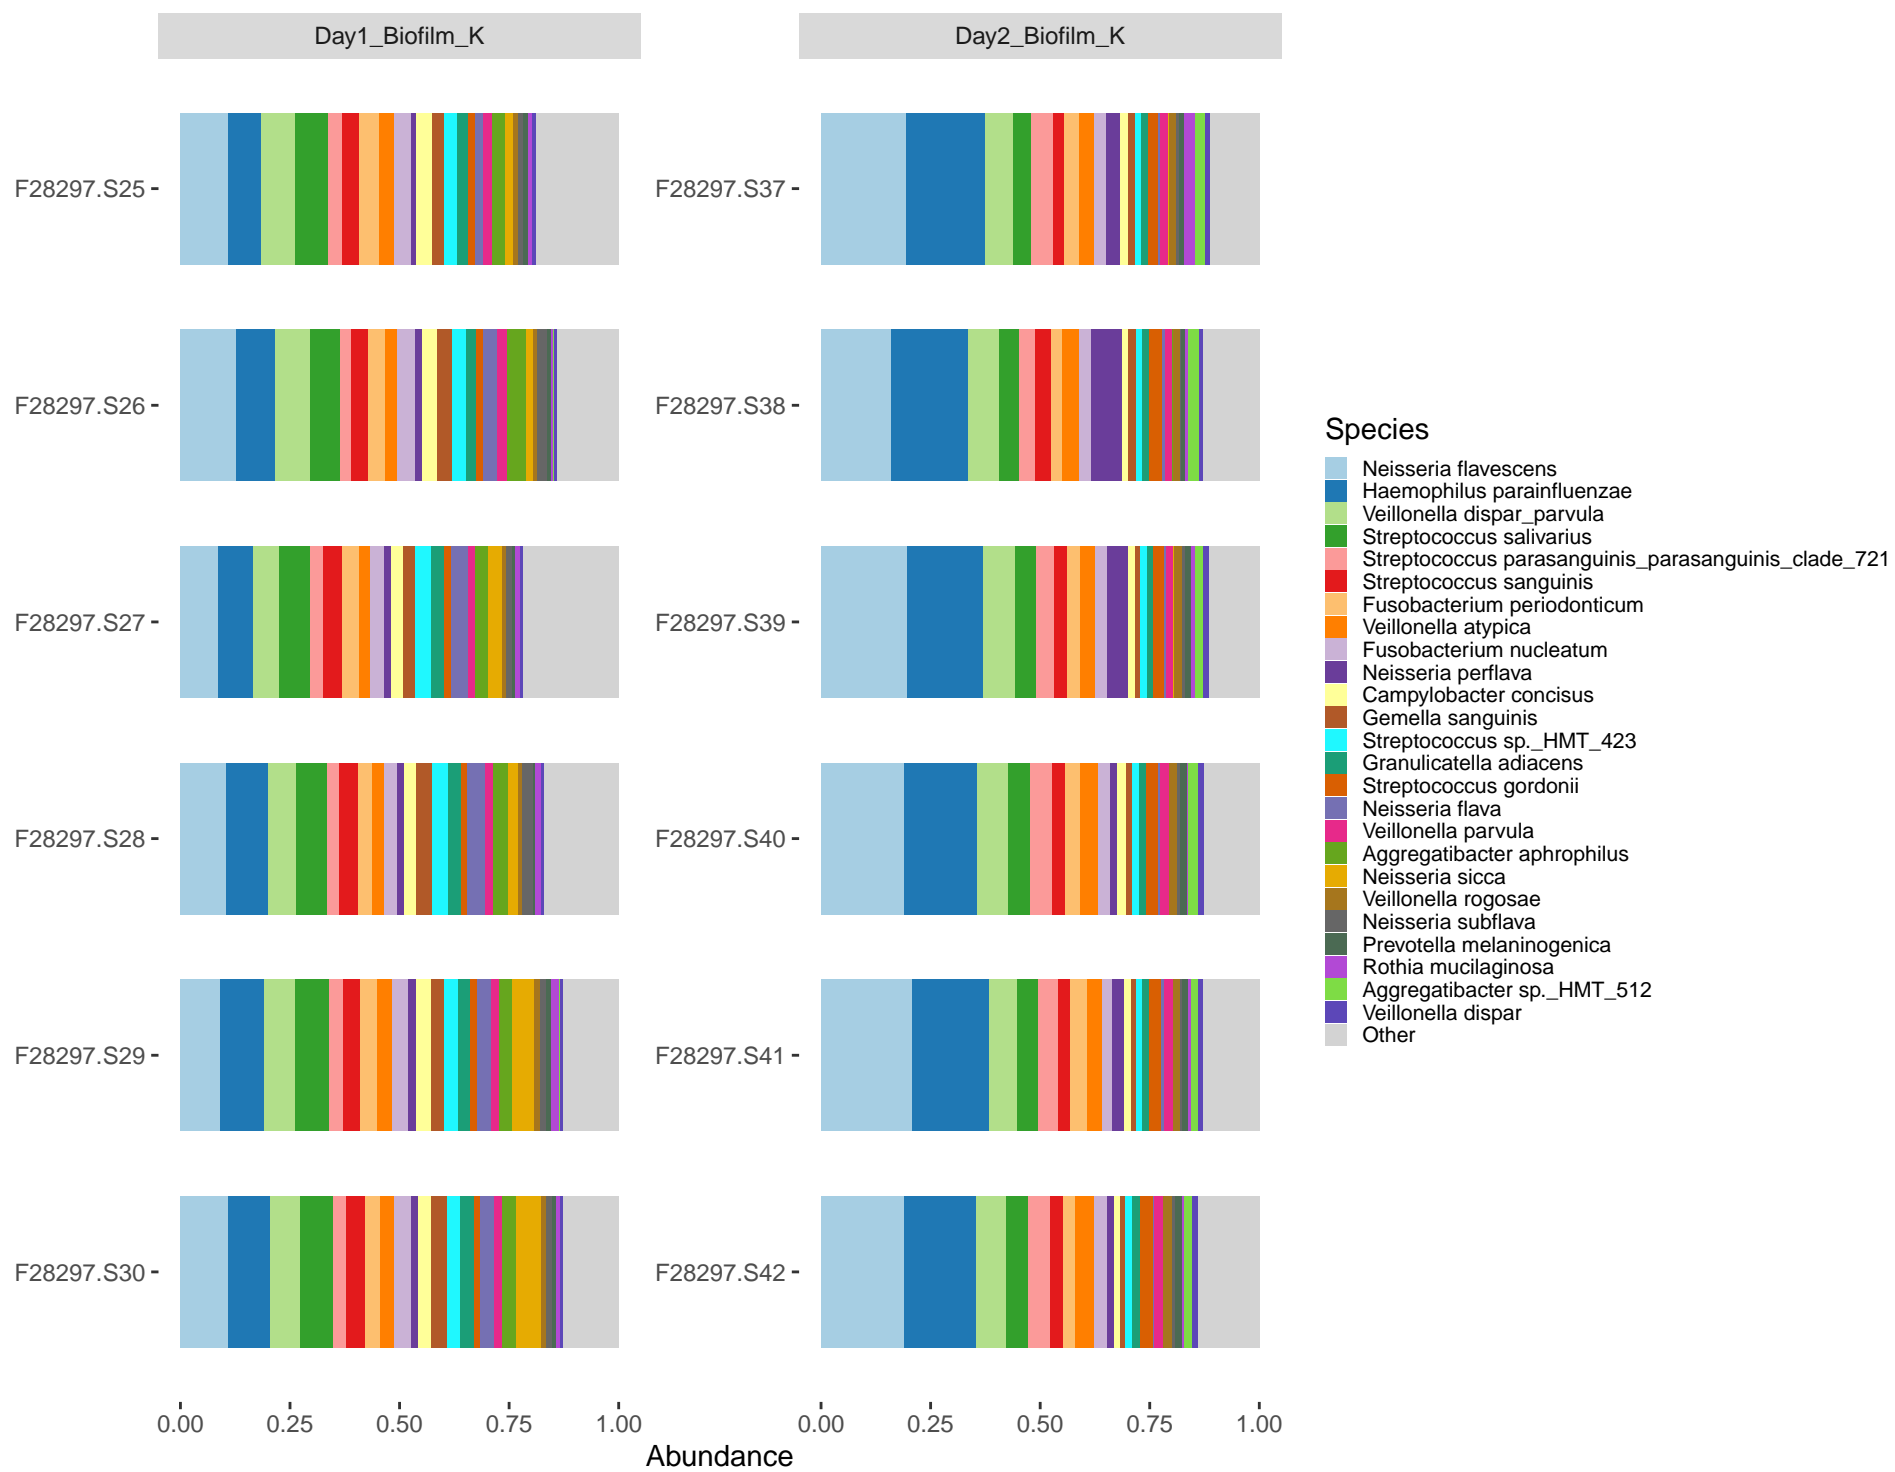 Day1_Biofilm_K
Day2_Biofilm_K
F28297.S25
F28297.S37
F28297.S26
F28297.S38
F28297.S27
F28297.S39
F28297.S28
F28297.S40
F28297.S29
F28297.S41
F28297.S30
F28297.S42
0.00 0.25 0.50 0.75 1.00
0.00 0.25 0.50 0.75 1.00
Abundance
Species
Neisseria flavescens
Haemophilus parainfluenzae
Veillonella dispar_parvula
Streptococcus salivarius
Streptococcus parasanguinis_parasanguinis_clade_721
Streptococcus sanguinis
Fusobacterium periodonticum
Veillonella atypica
Fusobacterium nucleatum
Neisseria perflava
Campylobacter concisus
Gemella sanguinis
Streptococcus sp._HMT_423
Granulicatella adiacens
Streptococcus gordonii
Neisseria flava
Veillonella parvula
Aggregatibacter aphrophilus
Neisseria sicca
Veillonella rogosae
Neisseria subflava
Prevotella melaninogenica
Rothia mucilaginosa
Aggregatibacter sp._HMT_512
Veillonella dispar
Other